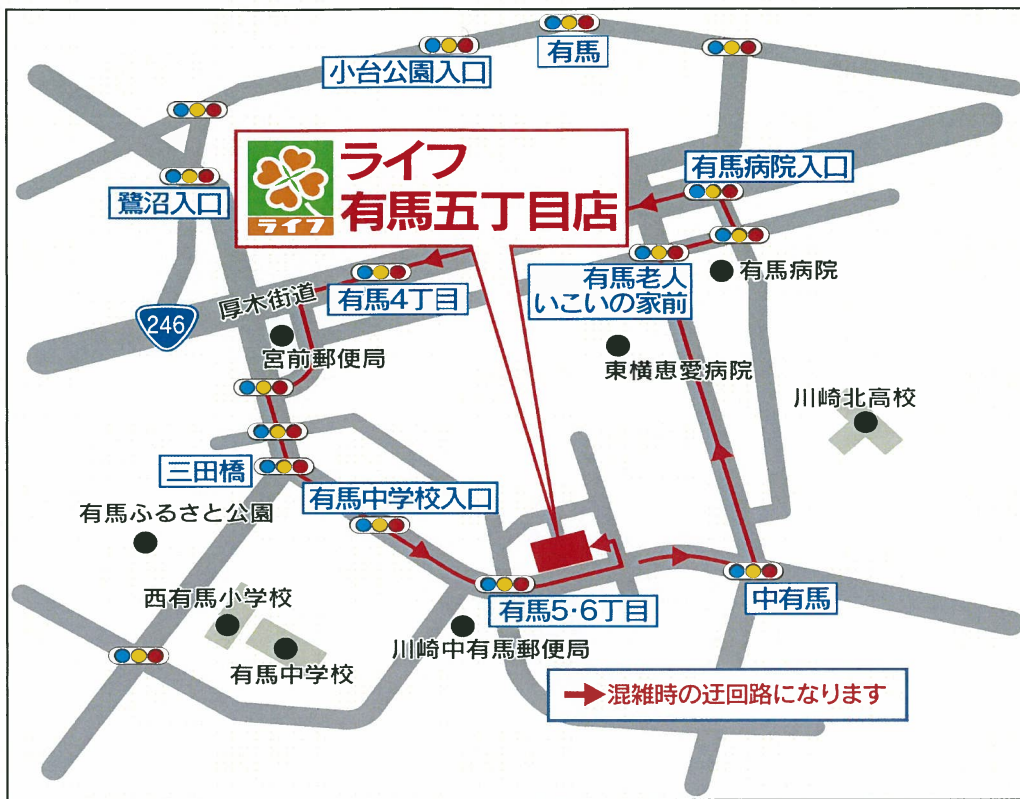 有馬
小台公園入口
ライフ
有馬五丁目店
ライフ
有馬病院入口
鷺沼入口
有馬病院
有馬老人
いこいの家前
有馬4丁目
厚木街道
246
宮前郵便局
東横恵愛病院
川崎北高校
三田橋
有馬中学校入口
有馬ふるさと公園
西有馬小学校
有馬5・6丁目
中有馬
川崎中有馬郵便局
有馬中学校
混雑時の迂回路になります